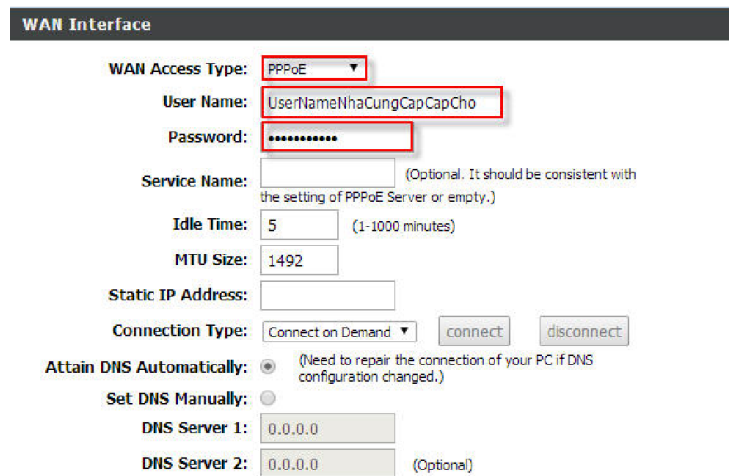 WAN Interface
WAN Access Type: PPPoE
User Name: UserNameNhaCungCapCapCho
Password: •••••••••••
Service Name: (Optional. It should be consistent with
the setting of PPPoE Server or empty.)
Idle Time: 5 (1-1000 minutes)
MTU Size: 1492
Static IP Address:
Connection Type: Connect on Demand connect disconnect
Attain DNS Automatically: (Need to repair the connection of your PC if DNS
configuration changed.)
Set DNS Manually:
DNS Server 1: 0.0.0.0
DNS Server 2: 0.0.0.0 (Optional)